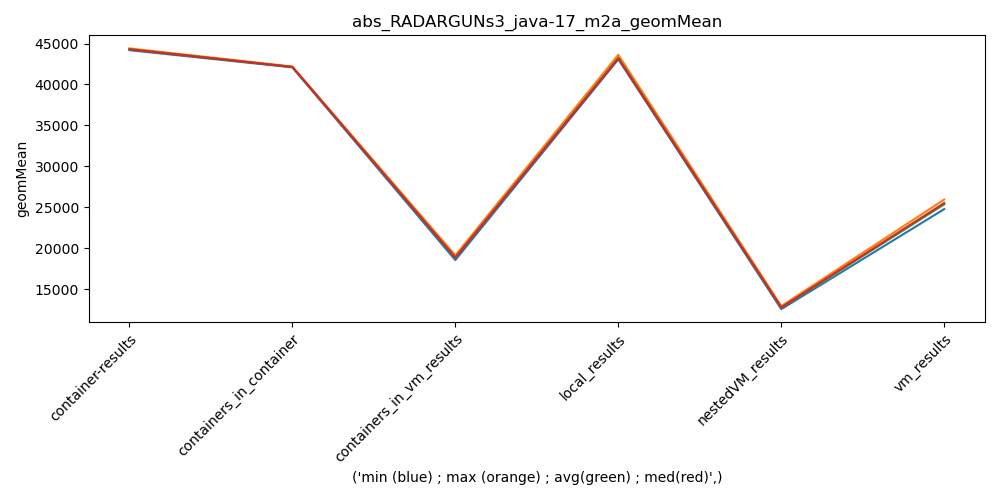 abs_RADARGUNs3_java-17_m2a_geomMean
geomMean
45000
40000
35000
30000
25000
20000
15000
container-results
containers_in_container
containers_in_vm_results
local_results
nestedVM_results
vm_results
('min (blue) ; max (orange) ; avg(green) ; med(red)',)